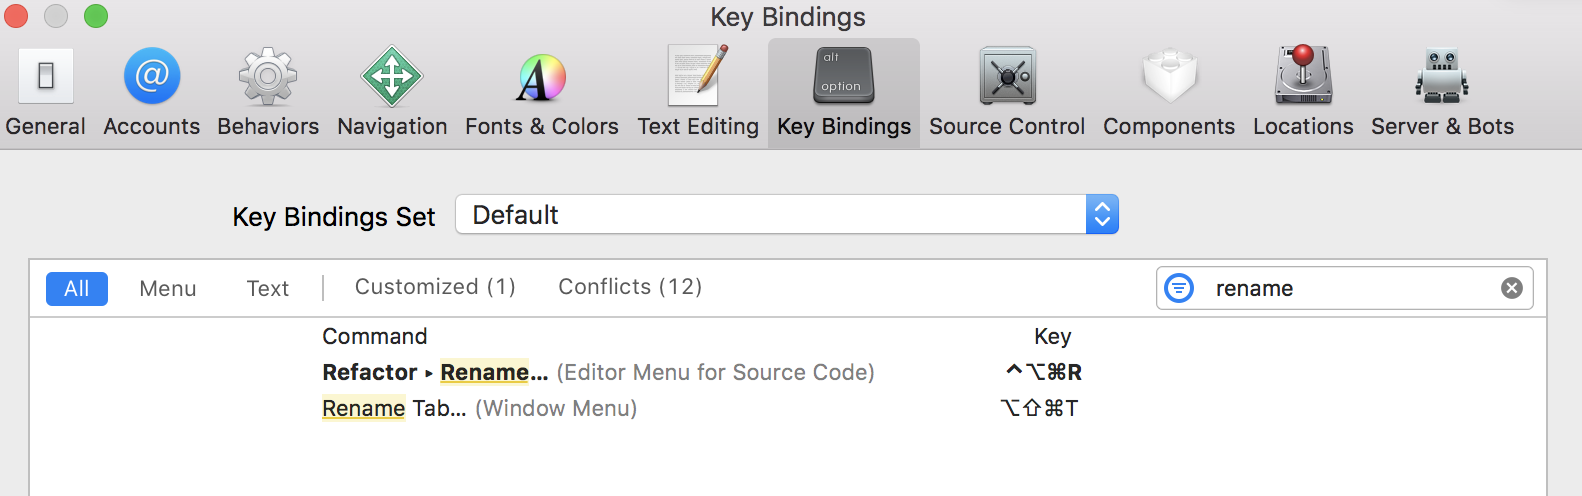 Key Bindings
@
A
alt
option
General Accounts Behaviors Navigation Fonts & Colors Text Editing Key Bindings Source Control Components Locations Server & Bots
Key Bindings Set Default
All Menu Text Customized (1) Conflicts (12) rename
Command Key
Refactor ▸ Rename... (Editor Menu for Source Code) ^⌥⌘R
Rename Tab... (Window Menu) ⌥⇧⌘T